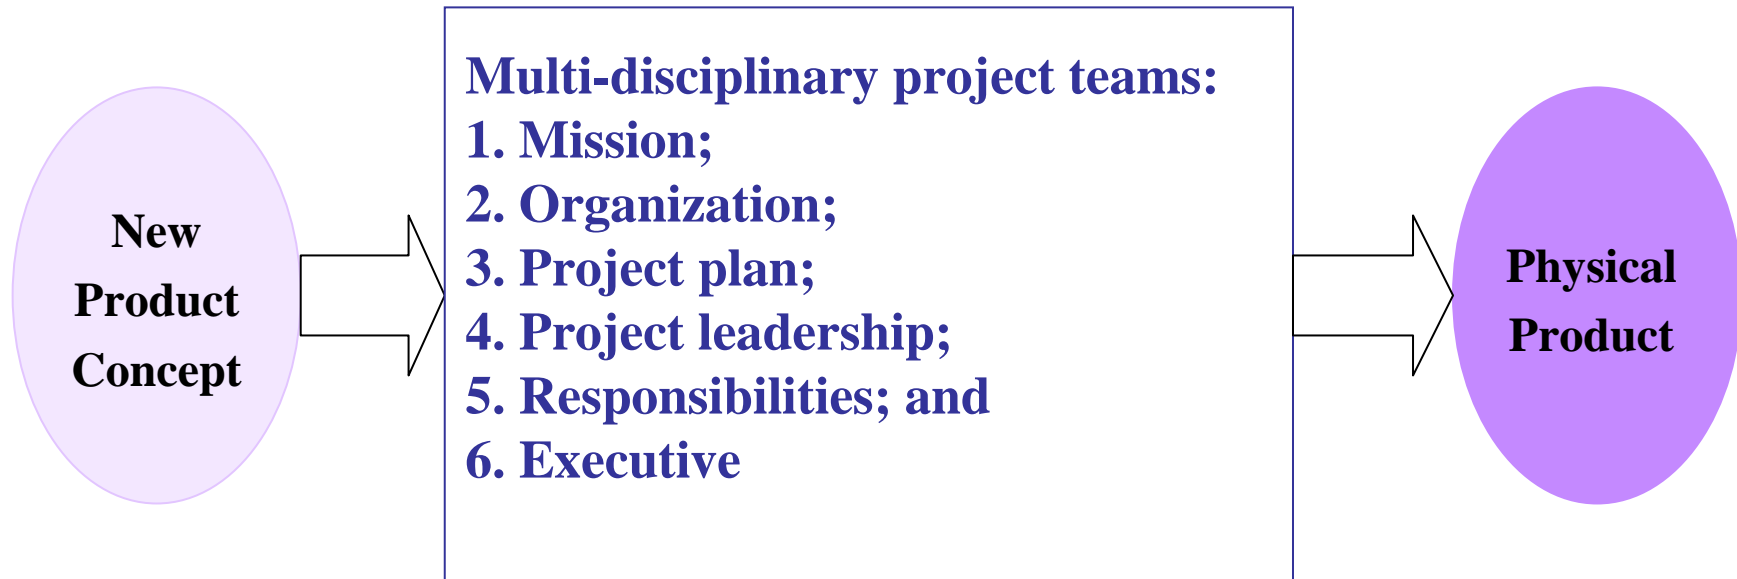 New
Product
Concept
Multi-disciplinary project teams:
1. Mission;
2. Organization;
3. Project plan;
4. Project leadership;
5. Responsibilities; and
6. Executive
Physical
Product